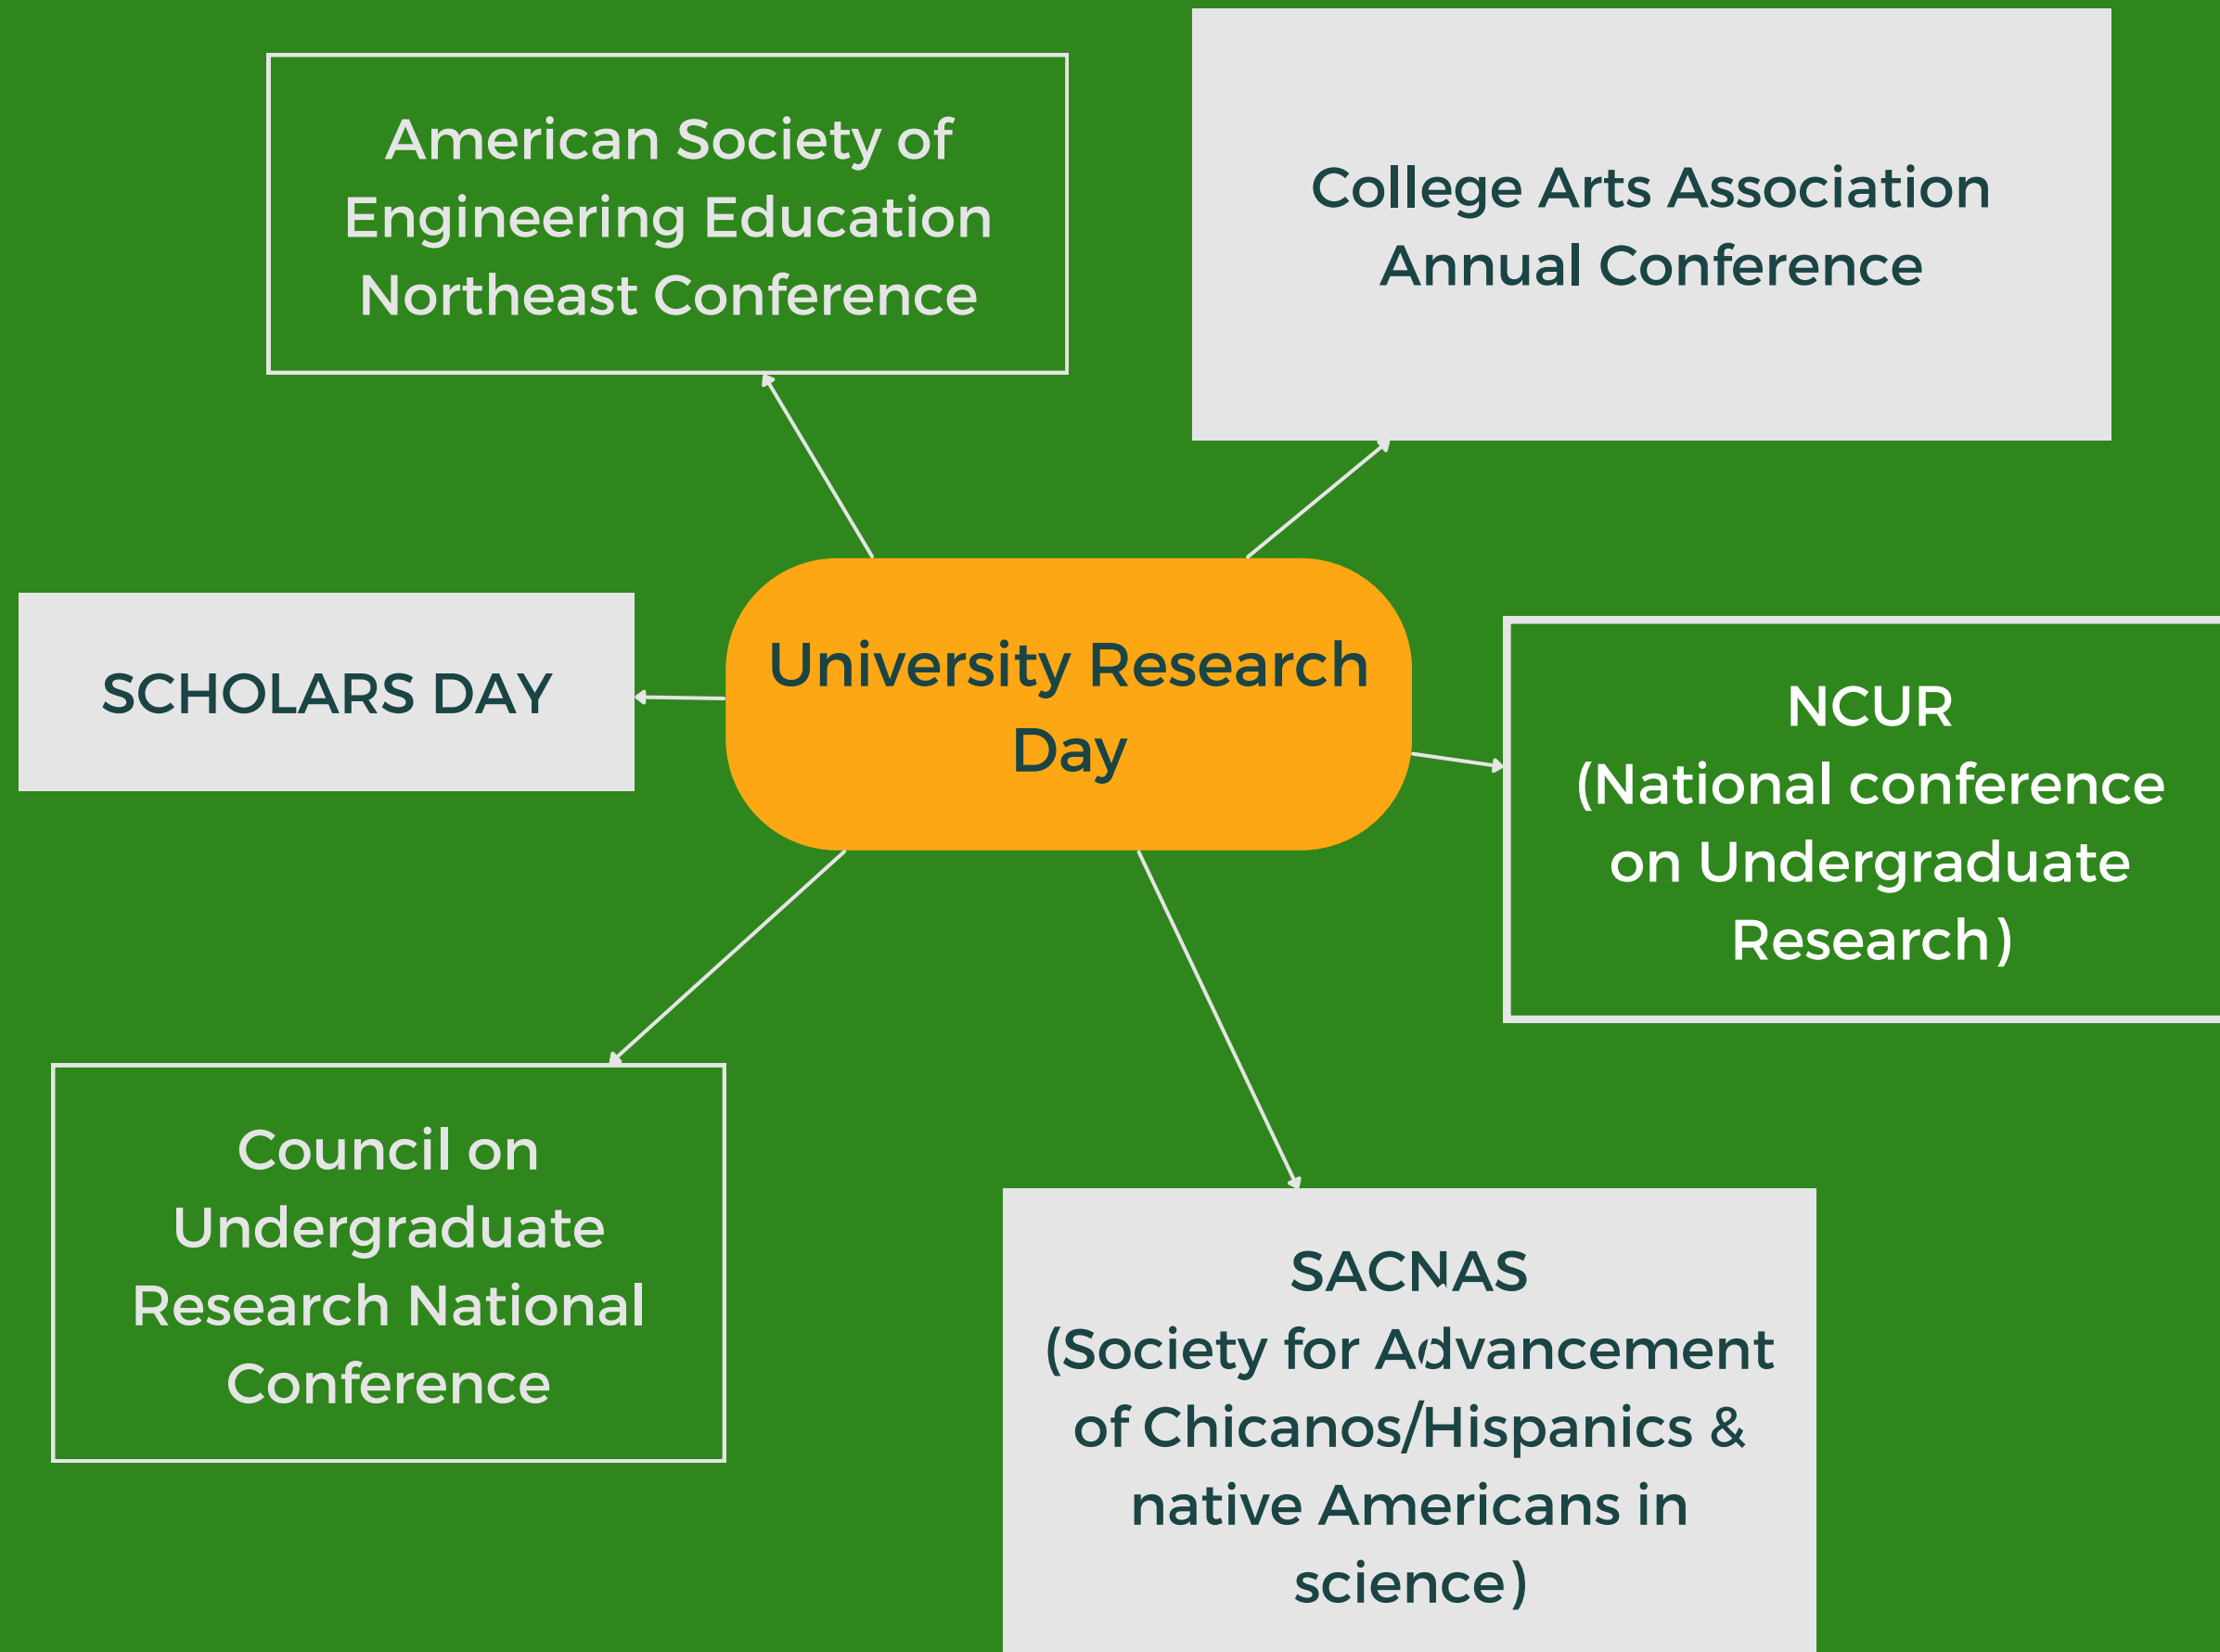 American Society of
Engineering Education
Northeast Conference
College Arts Association
Annual Conference
SCHOLARS DAY
University Research
Day
NCUR
(National conference
on Undergraduate
Research)
Council on
Undergraduate
Research National
Conference
SACNAS
(Society for Advancement
of Chicanos/Hispanics &
native Americans in
science)